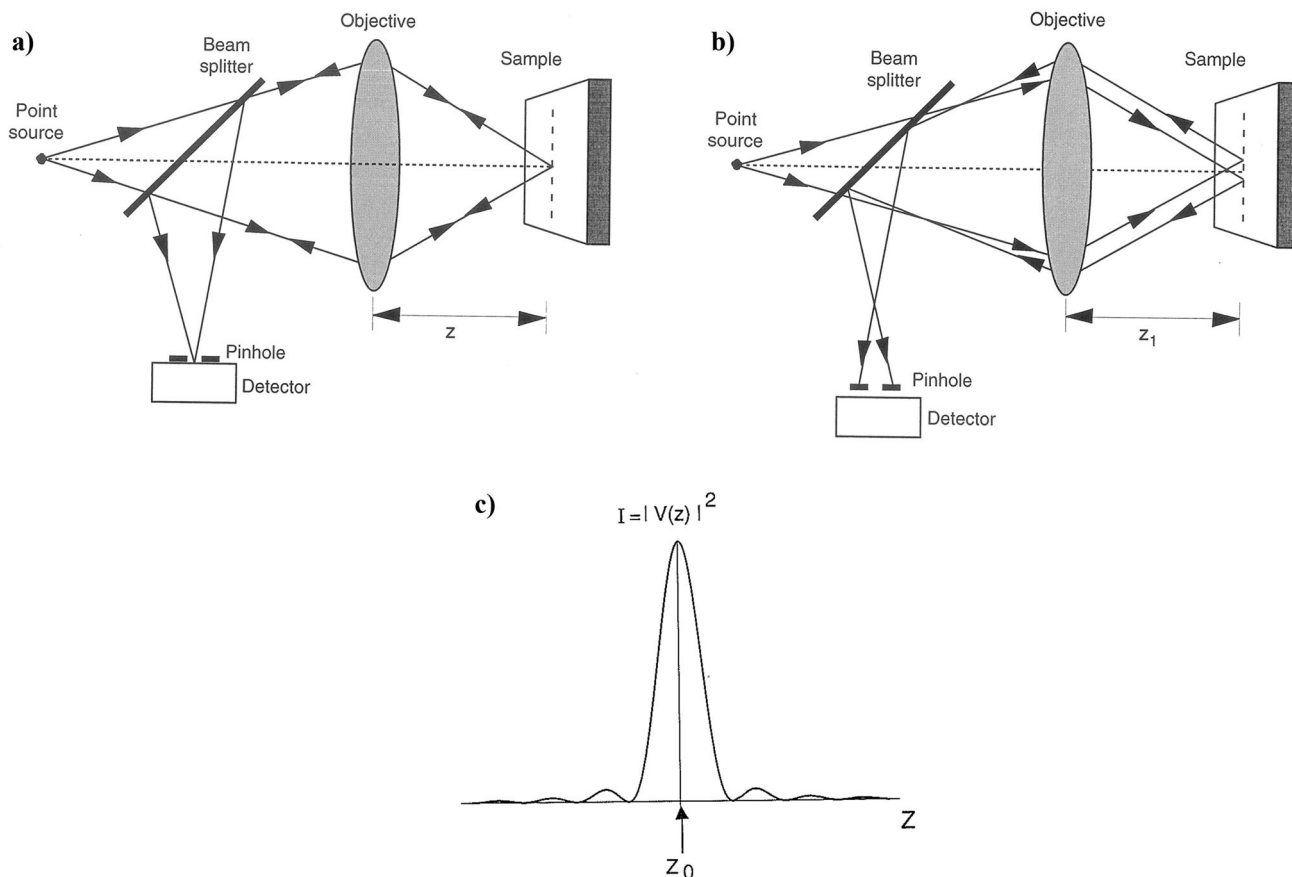 a)
Objective
Beam
splitter
Sample
Point
source
z
Pinhole
Detector
b)
Objective
Beam
splitter
Sample
Point
source
z₁
Pinhole
Detector
c)
I = | V(z) | ²
Z
Z₀